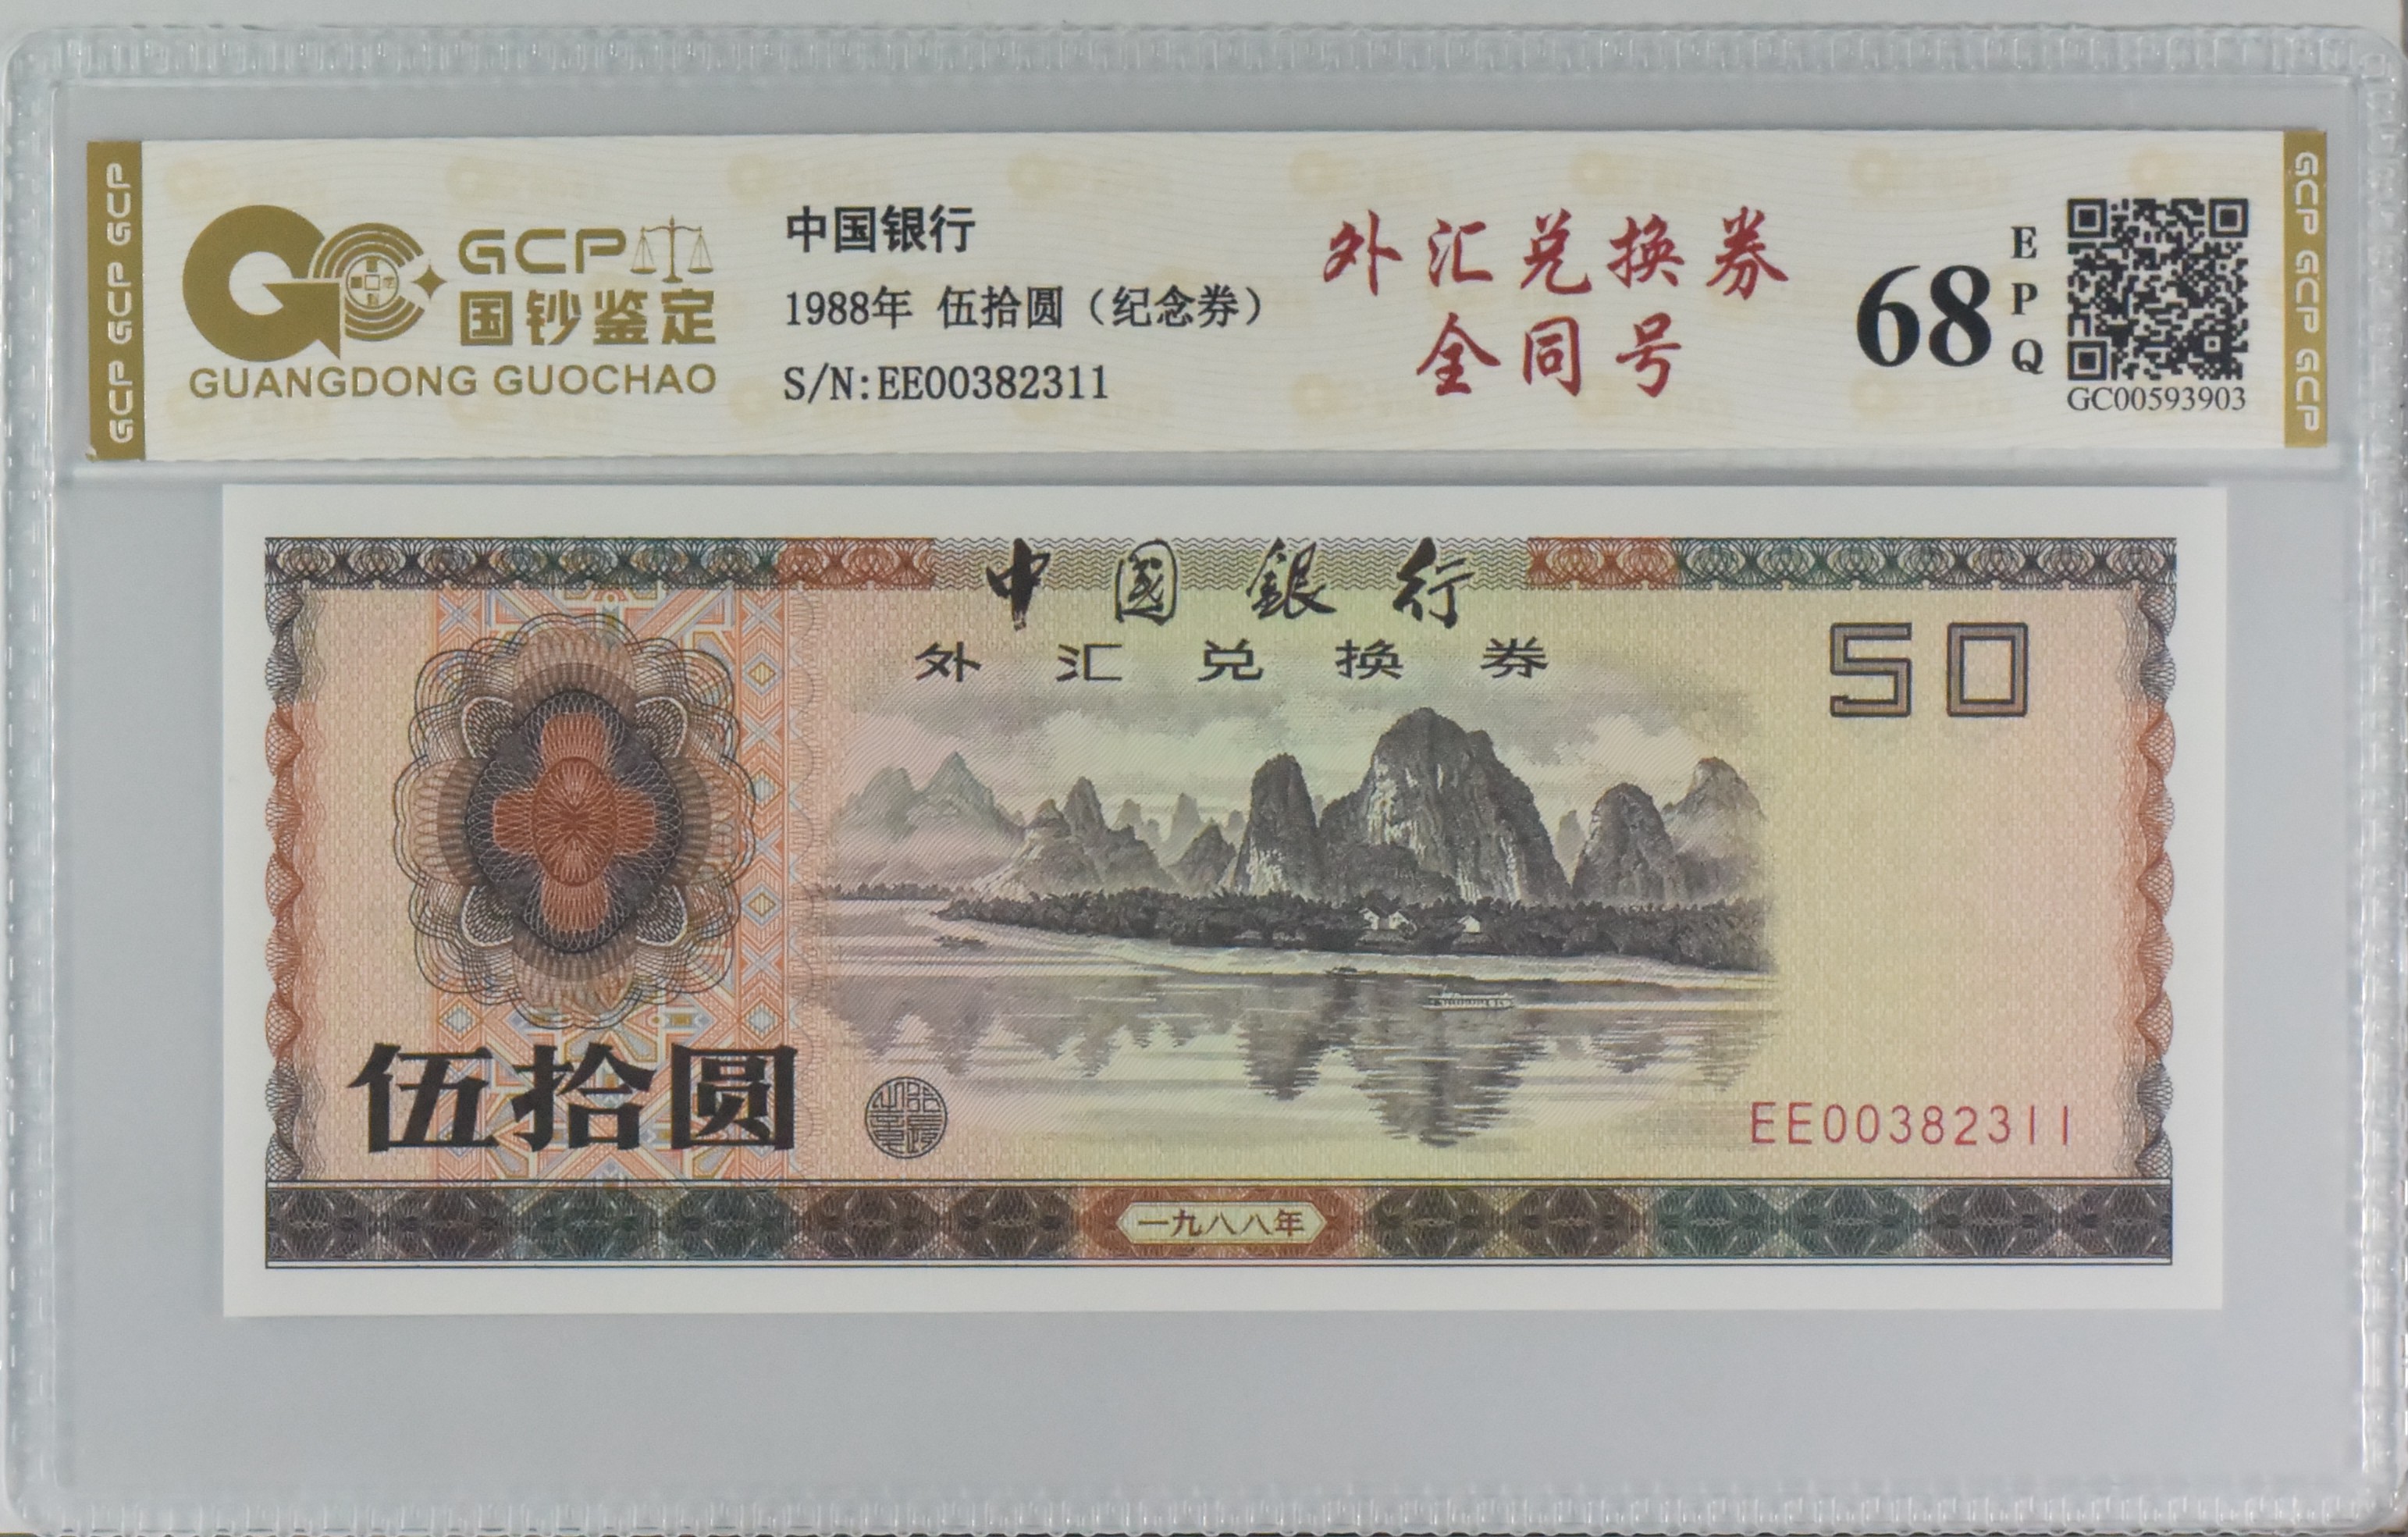 GCP GCP GCP
GCP
国钞鉴定
GUANGDONG GUOCHAO
中国银行
1988年 伍拾圆（纪念券）
S/N:EE00382311
外汇兑换券
全同号
68
E
P
Q
GC00593903
GCP GCP GCP
中國銀行
外汇兑换券
50
伍拾圆
EE00382311
一九八八年